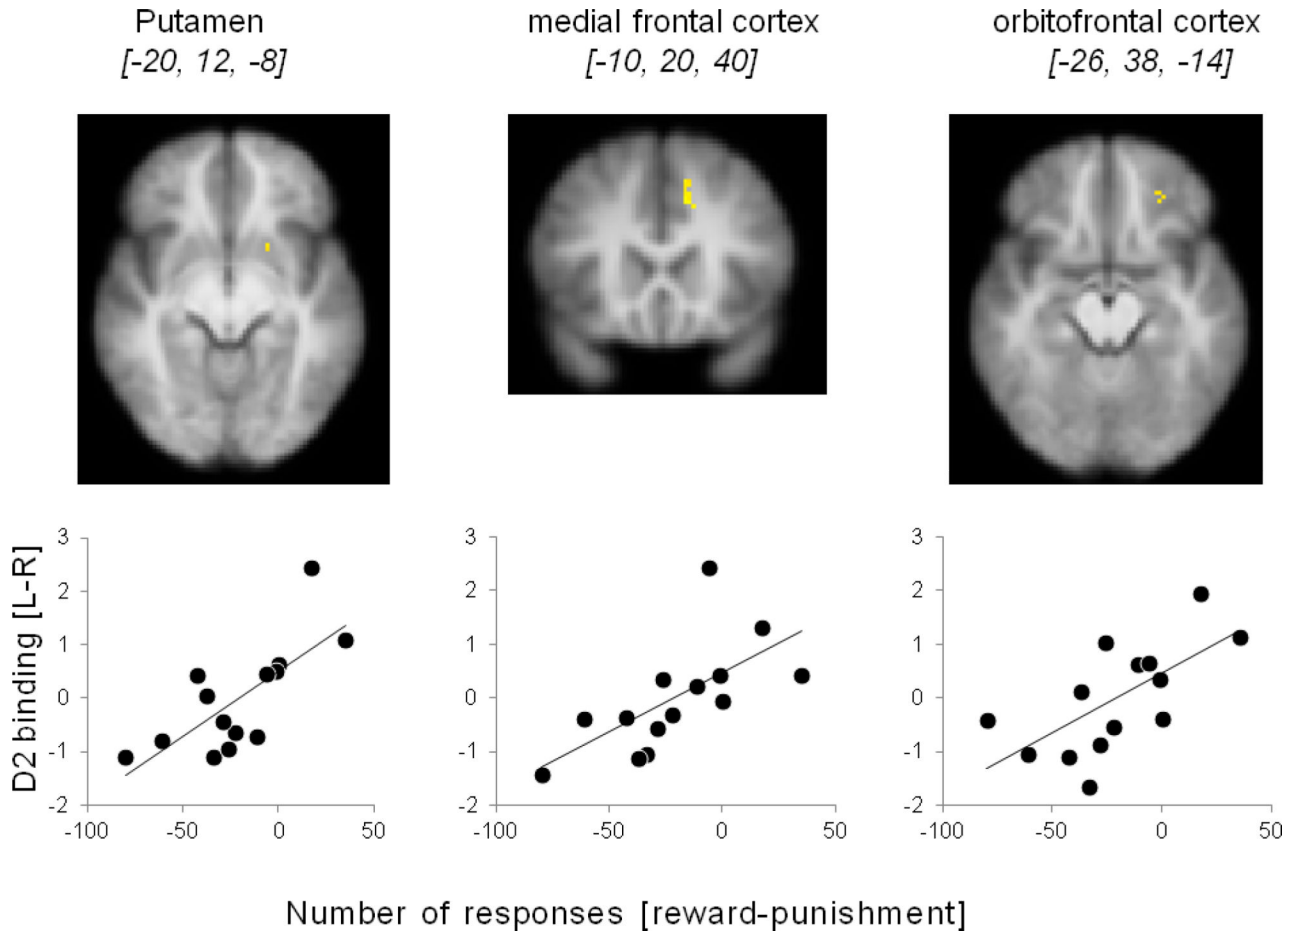 Putamen
[-20, 12, -8]
medial frontal cortex
[-10, 20, 40]
orbitofrontal cortex
[-26, 38, -14]
D2 binding [L-R]
3
2
1
0
-1
-2
-100 -50 0 50
3
2
1
0
-1
-2
-100 -50 0 50
3
2
1
0
-1
-2
-100 -50 0 50
Number of responses [reward-punishment]